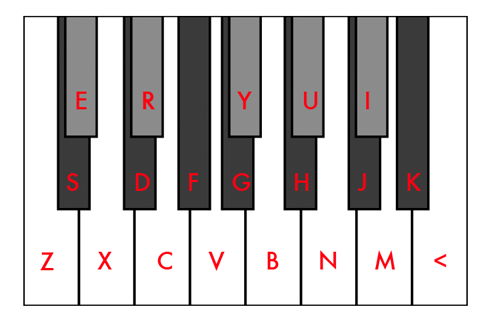 E R Y U I
S D F G H J K
Z X C V B N M <